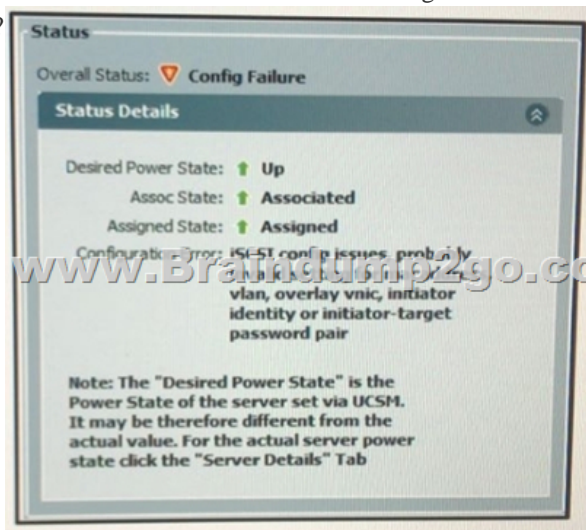 ?
Status
Overall Status: Config Failure
Status Details
Desired Power State: Up
Assoc State: Associated
Assigned State: Assigned
Configuration Error: iSCSI config issues, probably
www.Braindump2go.co
vlan, overlay vnic, initiator
identity or initiator-target
password pair
Note: The "Desired Power State" is the
Power State of the server set via UCSM.
It may be therefore different from the
actual value. For the actual server power
state click the "Server Details" Tab